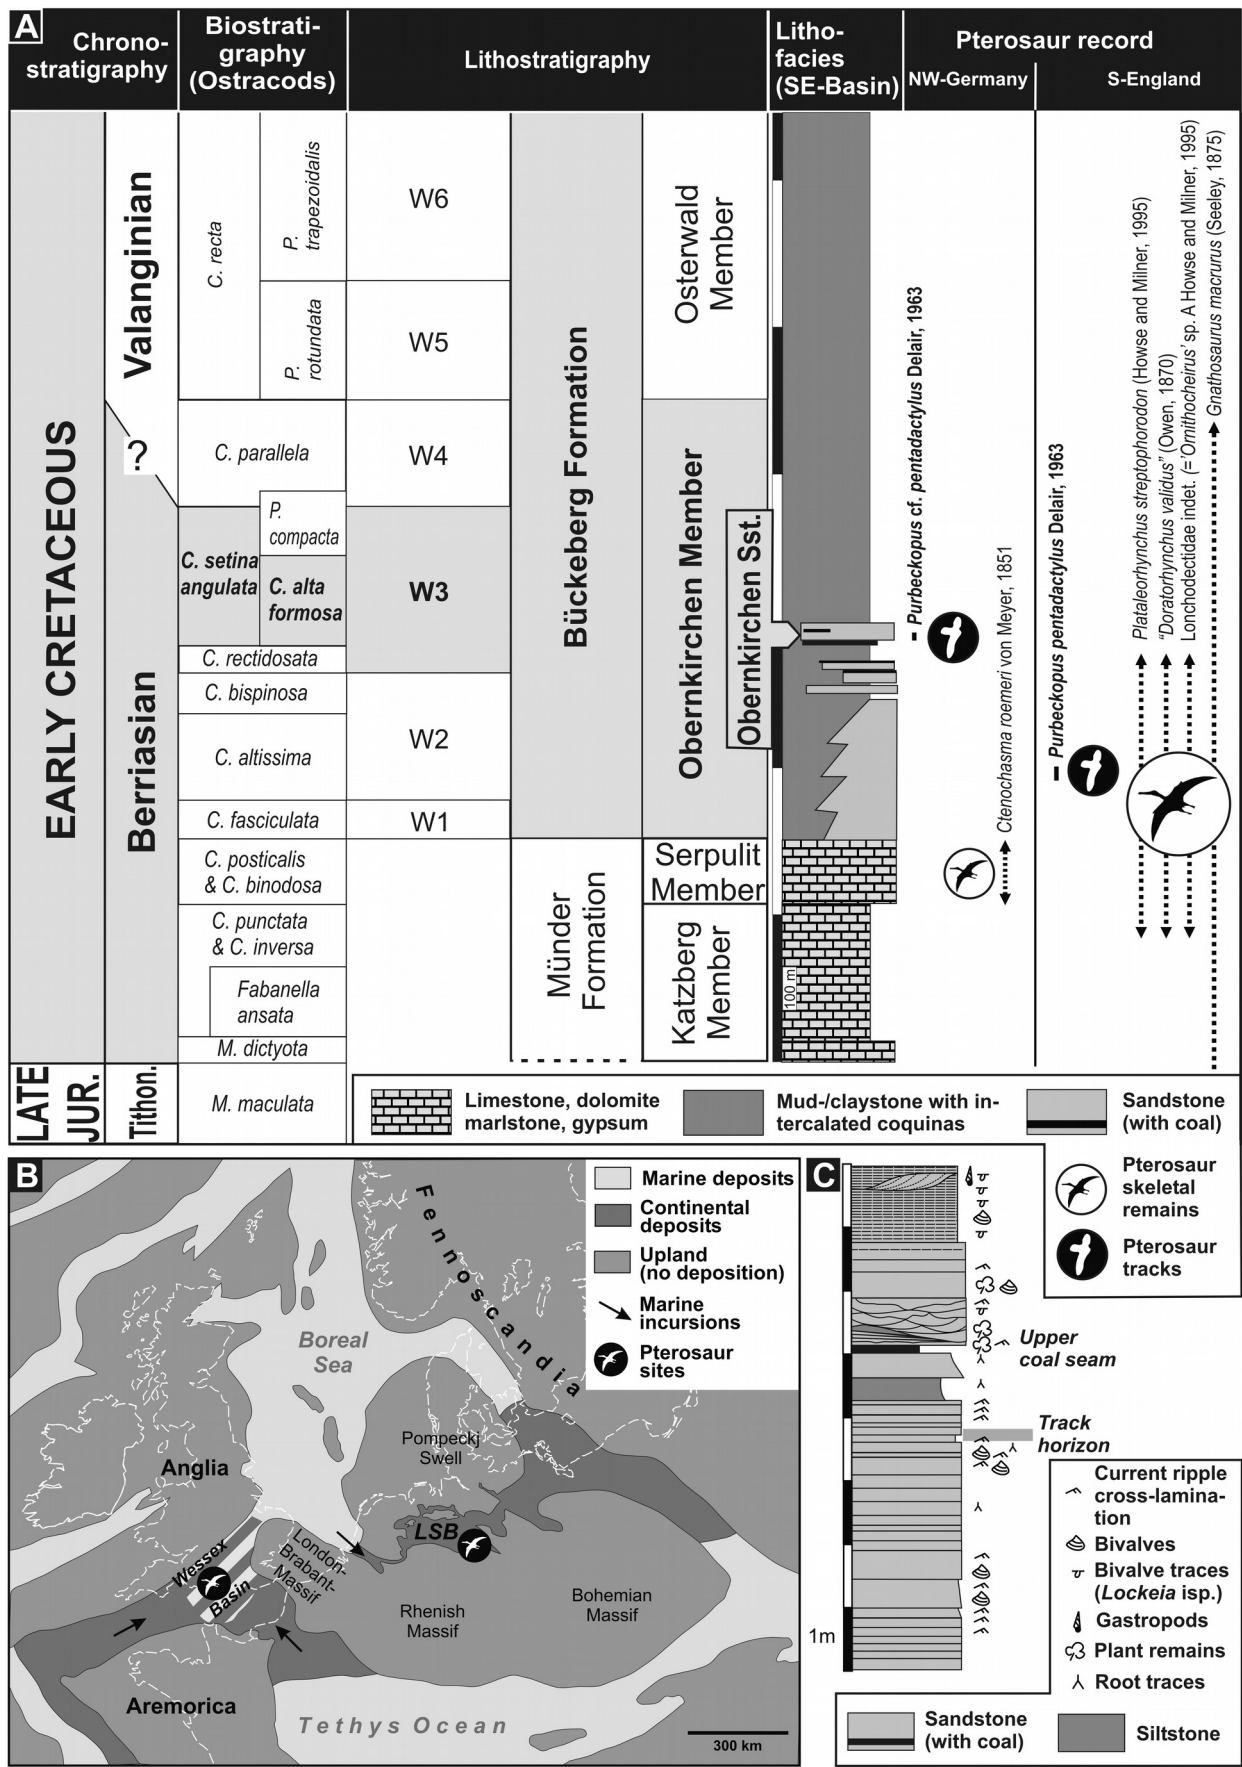 A
Chrono-
stratigraphy
Biostrati-
graphy
(Ostracods)
Lithostratigraphy
Litho-
facies
(SE-Basin)
Pterosaur record
NW-Germany
S-England
EARLY CRETACEOUS
LATE
JUR.
Valanginian
?
Berriasian
Tithon.
C. recta
P.
trapezoidalis
P.
rotundata
C. parallela
P.
compacta
C. setina
angulata
C. alta
formosa
C. rectidosata
C. bispinosa
C. altissima
C. fasciculata
C. posticalis
& C. binodosa
C. punctata
& C. inversa
Fabanella
ansata
M. dictyota
M. maculata
W6
W5
W4
W3
W2
W1
Bückeberg Formation
Münder
Formation
Osterwald
Member
Obernkirchen Member
Obernkirchen Sst.
Serpulit
Member
Katzberg
Member
100 m
Purbeckopus cf. pentadactylus Delair, 1963
Ctenochasma roemeri von Meyer, 1851
Purbeckopus pentadactylus Delair, 1963
Plataleorhynchus streptophorodon (Howse and Milner, 1995)
“Doratorhynchus validus” (Owen, 1870)
Lonchodectidae indet. (=’Ornithocheirus’ sp. A Howse and Milner, 1995)
Gnathosaurus macrurus (Seeley, 1875)
Limestone, dolomite
marlstone, gypsum
Mud-/claystone with in-
tercalated coquinas
Sandstone
(with coal)
Pterosaur
skeletal
remains
Pterosaur
tracks
B
Marine deposits
Continental
deposits
Upland
(no deposition)
Marine
incursions
Pterosaur
sites
Fennoscandia
Boreal
Sea
Pompeckj
Swell
Anglia
LSB
London-
Brabant-
Massif
Wessex
Basin
Rhenish
Massif
Bohemian
Massif
Aremorica
Tethys Ocean
300 km
C
Upper
coal seam
Track
horizon
1m
Current ripple
cross-lamina-
tion
Bivalves
Bivalve traces
(Lockeia isp.)
Gastropods
Plant remains
Root traces
Sandstone
(with coal)
Siltstone